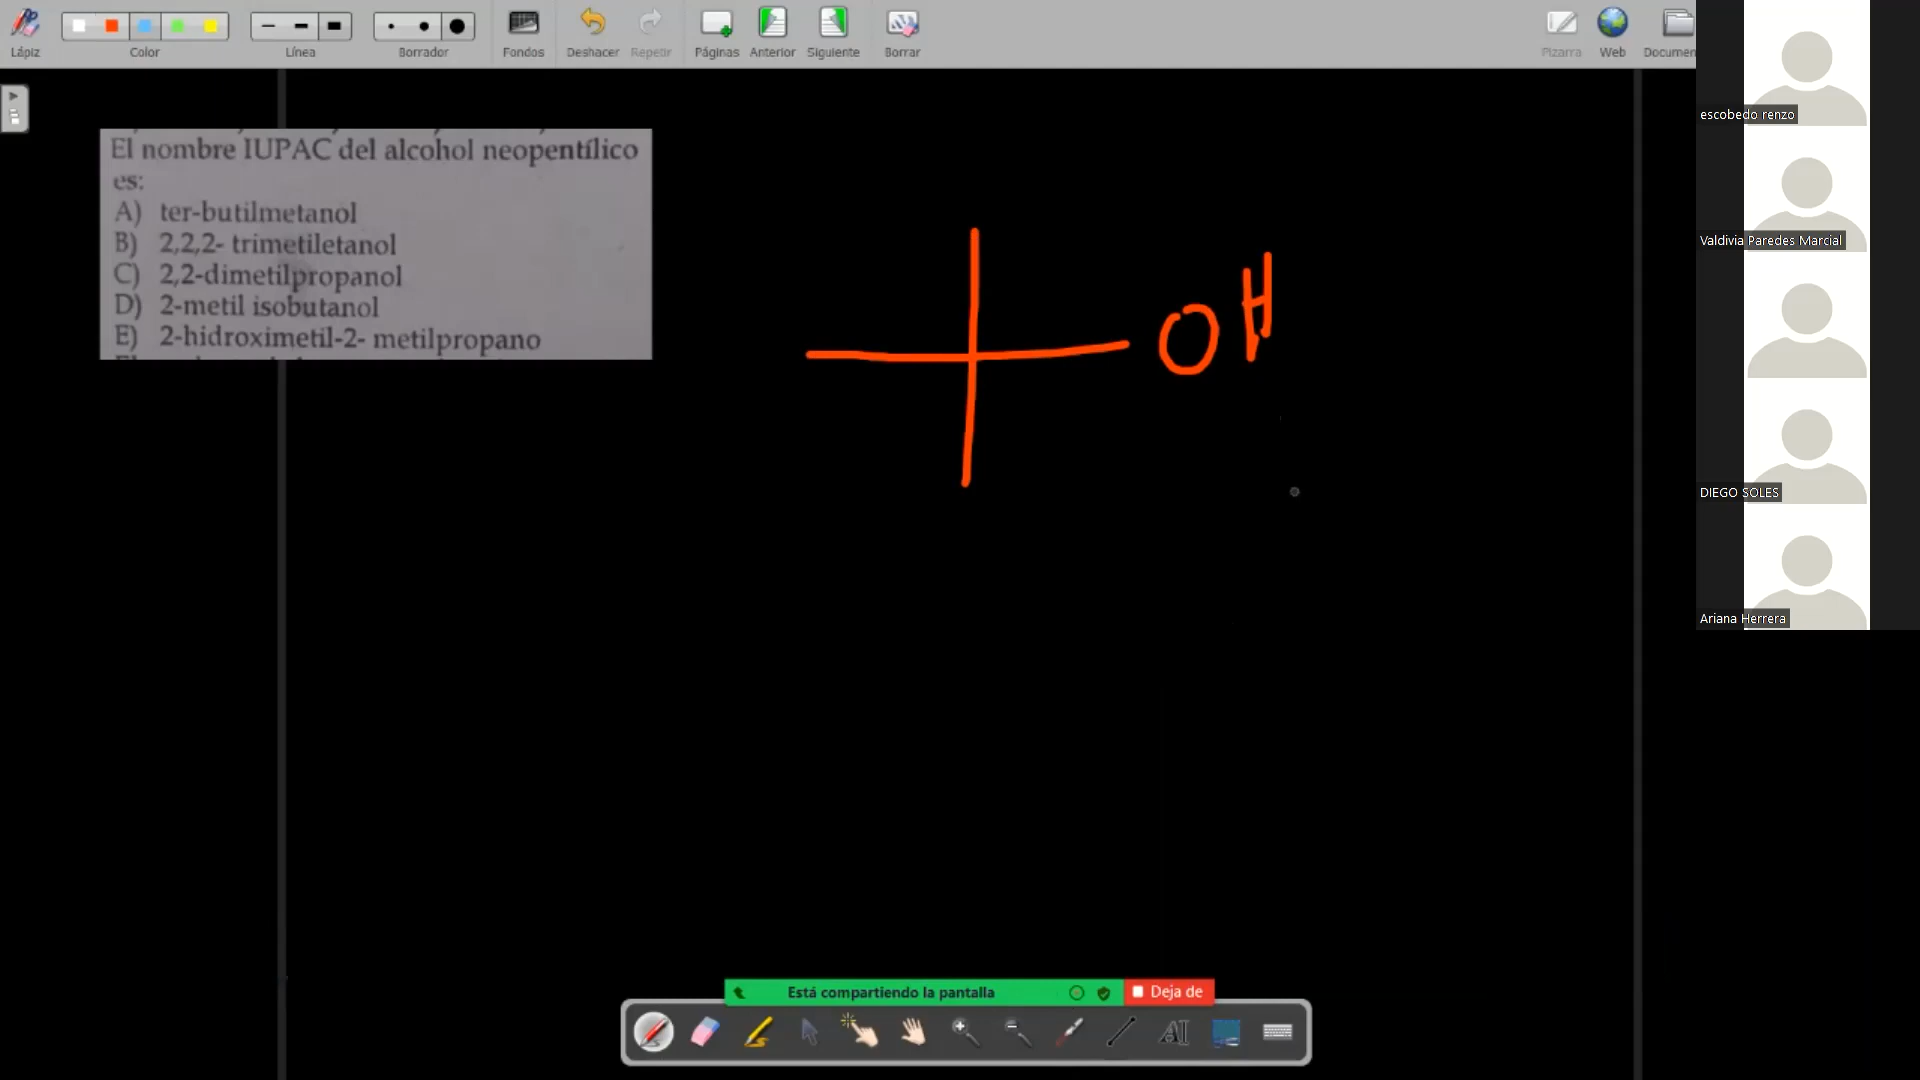 Lápiz
Color
Línea
Borrador
Fondos
Deshacer
Repetir
Páginas
Anterior
Siguiente
Borrar
Pizarra
Web
Documen
El nombre IUPAC del alcohol neopentílico
es:
A) ter-butilmetanol
B) 2,2,2- trimetiletanol
C) 2,2-dimetilpropanol
D) 2-metil isobutanol
E) 2-hidroximetil-2- metilpropano
OH
escobedo renzo
Valdivia Paredes Marcial
DIEGO SOLES
Ariana Herrera
Está compartiendo la pantalla
Deja de
AI